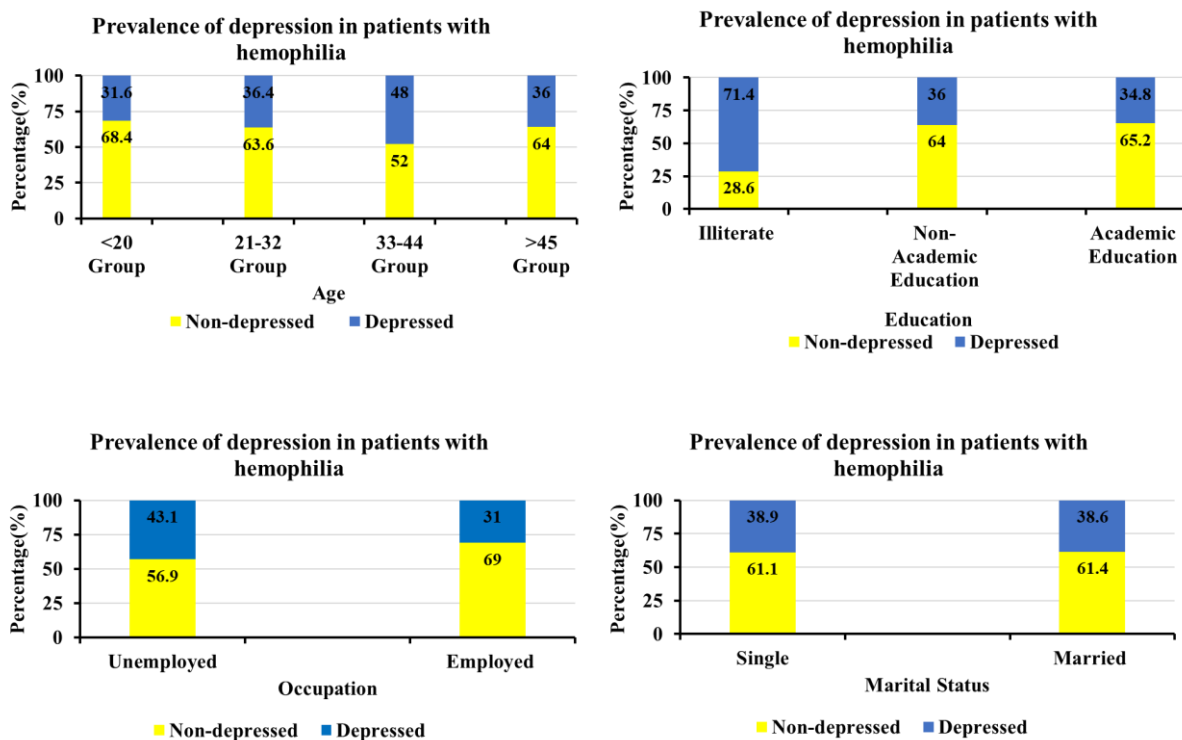 Prevalence of depression in patients with
hemophilia
Percentage(%)
100
75
50
25
0
31.6
36.4
48
36
68.4
63.6
52
64
<20
Group
21-32
Group
33-44
Group
>45
Group
Age
Non-depressed
Depressed
Prevalence of depression in patients with
hemophilia
Percentage(%)
100
75
50
25
0
71.4
36
34.8
28.6
64
65.2
Illiterate
Non-
Academic
Education
Academic
Education
Education
Non-depressed
Depressed
Prevalence of depression in patients with
hemophilia
Percentage(%)
100
75
50
25
0
43.1
31
56.9
69
Unemployed
Employed
Occupation
Non-depressed
Depressed
Prevalence of depression in patients with
hemophilia
Percentage(%)
100
75
50
25
0
38.9
38.6
61.1
61.4
Single
Married
Marital Status
Non-depressed
Depressed